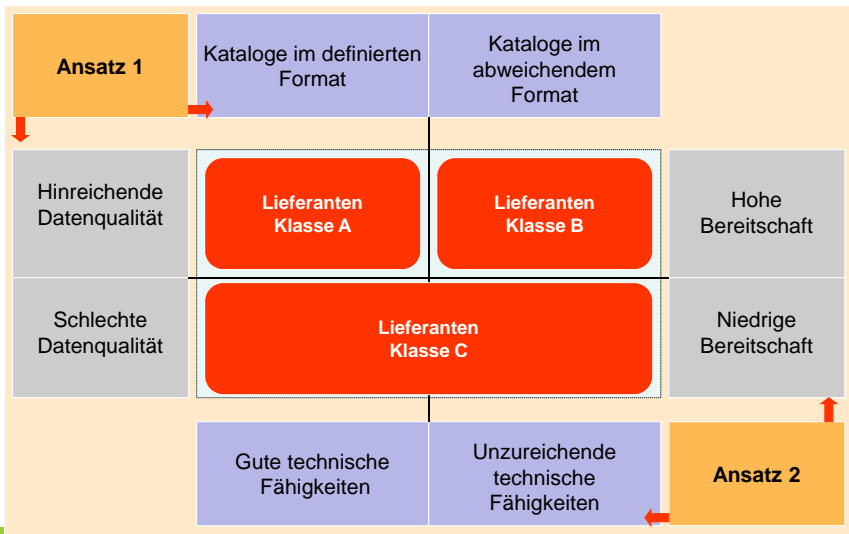 Ansatz 1
Kataloge im definierten
Format
Kataloge im
abweichendem
Format
Hinreichende
Datenqualität
Lieferanten
Klasse A
Lieferanten
Klasse B
Hohe
Bereitschaft
Schlechte
Datenqualität
Lieferanten
Klasse C
Niedrige
Bereitschaft
Gute technische
Fähigkeiten
Unzureichende
technische
Fähigkeiten
Ansatz 2